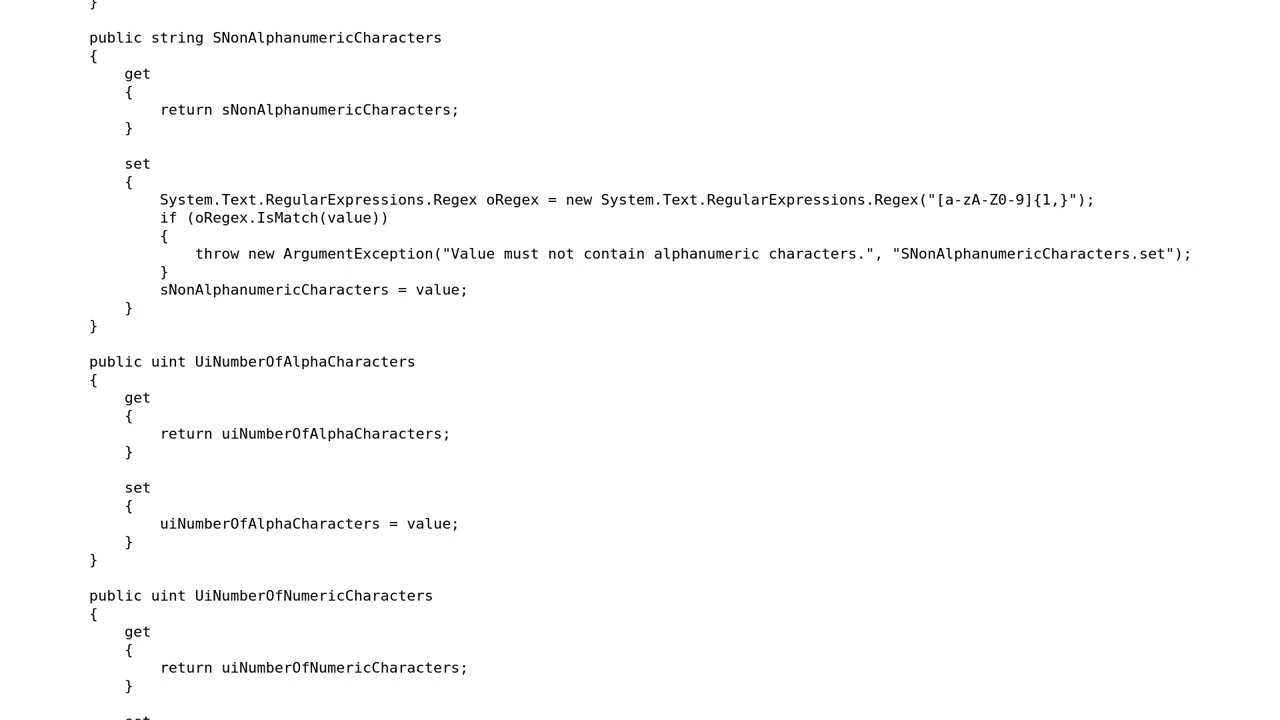 }
public string SNonAlphanumericCharacters
{
get
{
return sNonAlphanumericCharacters;
}
set
{
System.Text.RegularExpressions.Regex oRegex = new System.Text.RegularExpressions.Regex("[a-zA-Z0-9]{1,}");
if (oRegex.IsMatch(value))
{
throw new ArgumentException("Value must not contain alphanumeric characters.", "SNonAlphanumericCharacters.set");
}
sNonAlphanumericCharacters = value;
}
}
public uint UiNumberOfAlphaCharacters
{
get
{
return uiNumberOfAlphaCharacters;
}
set
{
uiNumberOfAlphaCharacters = value;
}
}
public uint UiNumberOfNumericCharacters
{
get
{
return uiNumberOfNumericCharacters;
}
set